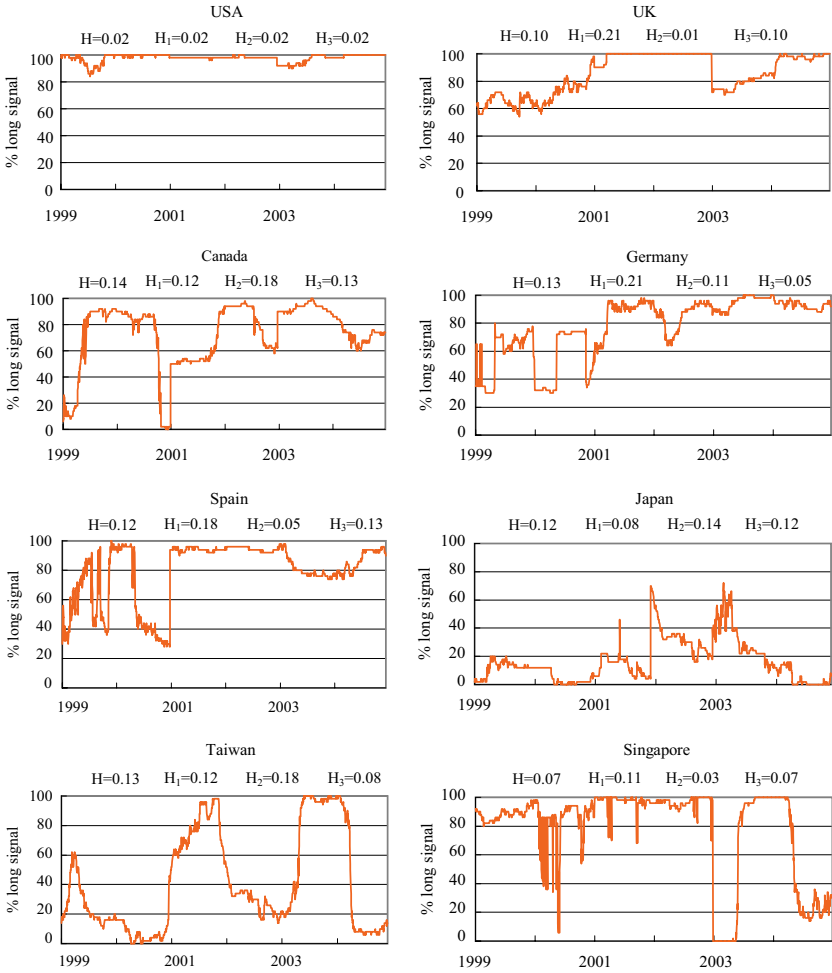 USA
H=0.02 H₁=0.02 H₂=0.02 H₃=0.02
% long signal
100
80
60
40
20
0
1999 2001 2003
UK
H=0.10 H₁=0.21 H₂=0.01 H₃=0.10
% long signal
100
80
60
40
20
0
1999 2001 2003
Canada
H=0.14 H₁=0.12 H₂=0.18 H₃=0.13
% long signal
100
80
60
40
20
0
1999 2001 2003
Germany
H=0.13 H₁=0.21 H₂=0.11 H₃=0.05
% long signal
100
80
60
40
20
0
1999 2001 2003
Spain
H=0.12 H₁=0.18 H₂=0.05 H₃=0.13
% long signal
100
80
60
40
20
0
1999 2001 2003
Japan
H=0.12 H₁=0.08 H₂=0.14 H₃=0.12
% long signal
100
80
60
40
20
0
1999 2001 2003
Taiwan
H=0.13 H₁=0.12 H₂=0.18 H₃=0.08
% long signal
100
80
60
40
20
0
1999 2001 2003
Singapore
H=0.07 H₁=0.11 H₂=0.03 H₃=0.07
% long signal
100
80
60
40
20
0
1999 2001 2003